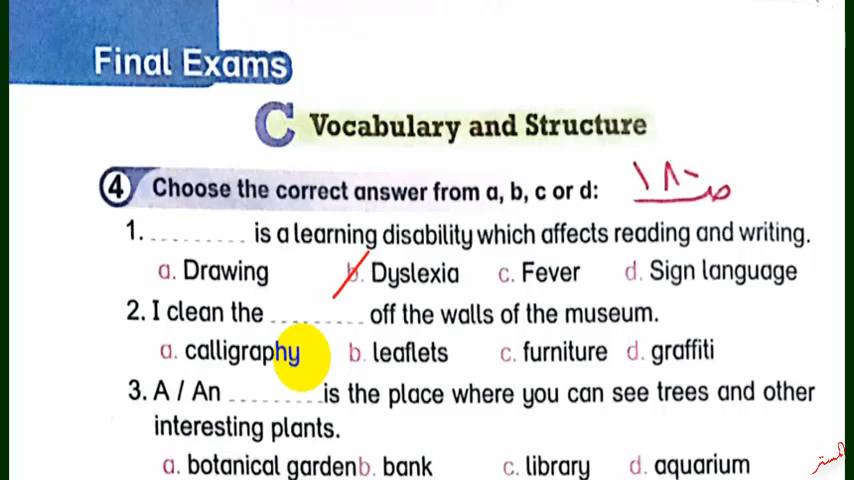 Final Exams
C Vocabulary and Structure
4 Choose the correct answer from a, b, c or d:
ص ١٨٠
1. ......... is a learning disability which affects reading and writing.
a. Drawing b. Dyslexia c. Fever d. Sign language
2. I clean the ......... off the walls of the museum.
a. calligraphy b. leaflets c. furniture d. graffiti
3. A / An ......... is the place where you can see trees and other
interesting plants.
a. botanical garden b. bank c. library d. aquarium